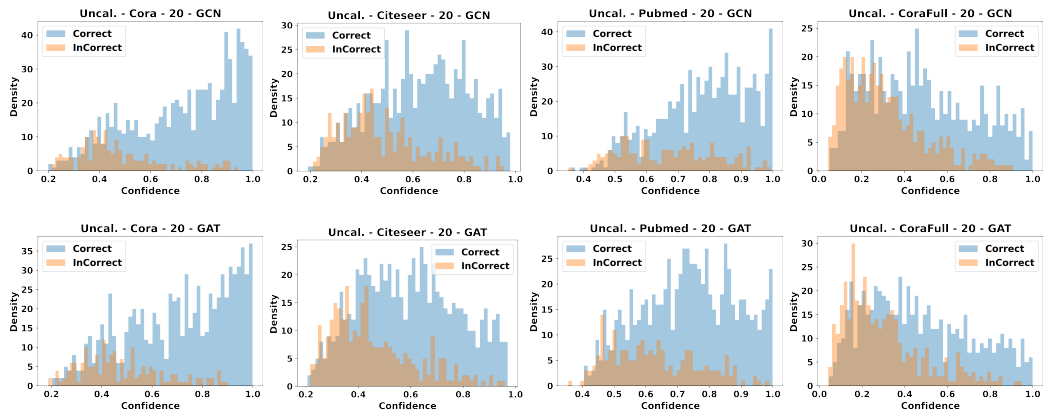 Uncal. - Cora - 20 - GCN
Correct
InCorrect
Density
40
30
20
10
0
0.2 0.4 0.6 0.8 1.0
Confidence
Uncal. - Citeseer - 20 - GCN
Correct
InCorrect
Density
30
25
20
15
10
5
0
0.2 0.4 0.6 0.8 1.0
Confidence
Uncal. - Pubmed - 20 - GCN
Correct
InCorrect
Density
40
30
20
10
0
0.4 0.5 0.6 0.7 0.8 0.9 1.0
Confidence
Uncal. - CoraFull - 20 - GCN
Correct
InCorrect
Density
25
20
15
10
5
0
0.0 0.2 0.4 0.6 0.8 1.0
Confidence
Uncal. - Cora - 20 - GAT
Correct
InCorrect
Density
35
30
25
20
15
10
5
0
0.2 0.4 0.6 0.8 1.0
Confidence
Uncal. - Citeseer - 20 - GAT
Correct
InCorrect
Density
25
20
15
10
5
0
0.2 0.4 0.6 0.8 1.0
Confidence
Uncal. - Pubmed - 20 - GAT
Correct
InCorrect
Density
30
25
20
15
10
5
0
0.4 0.5 0.6 0.7 0.8 0.9 1.0
Confidence
Uncal. - CoraFull - 20 - GAT
Correct
InCorrect
Density
30
25
20
15
10
5
0
0.0 0.2 0.4 0.6 0.8 1.0
Confidence